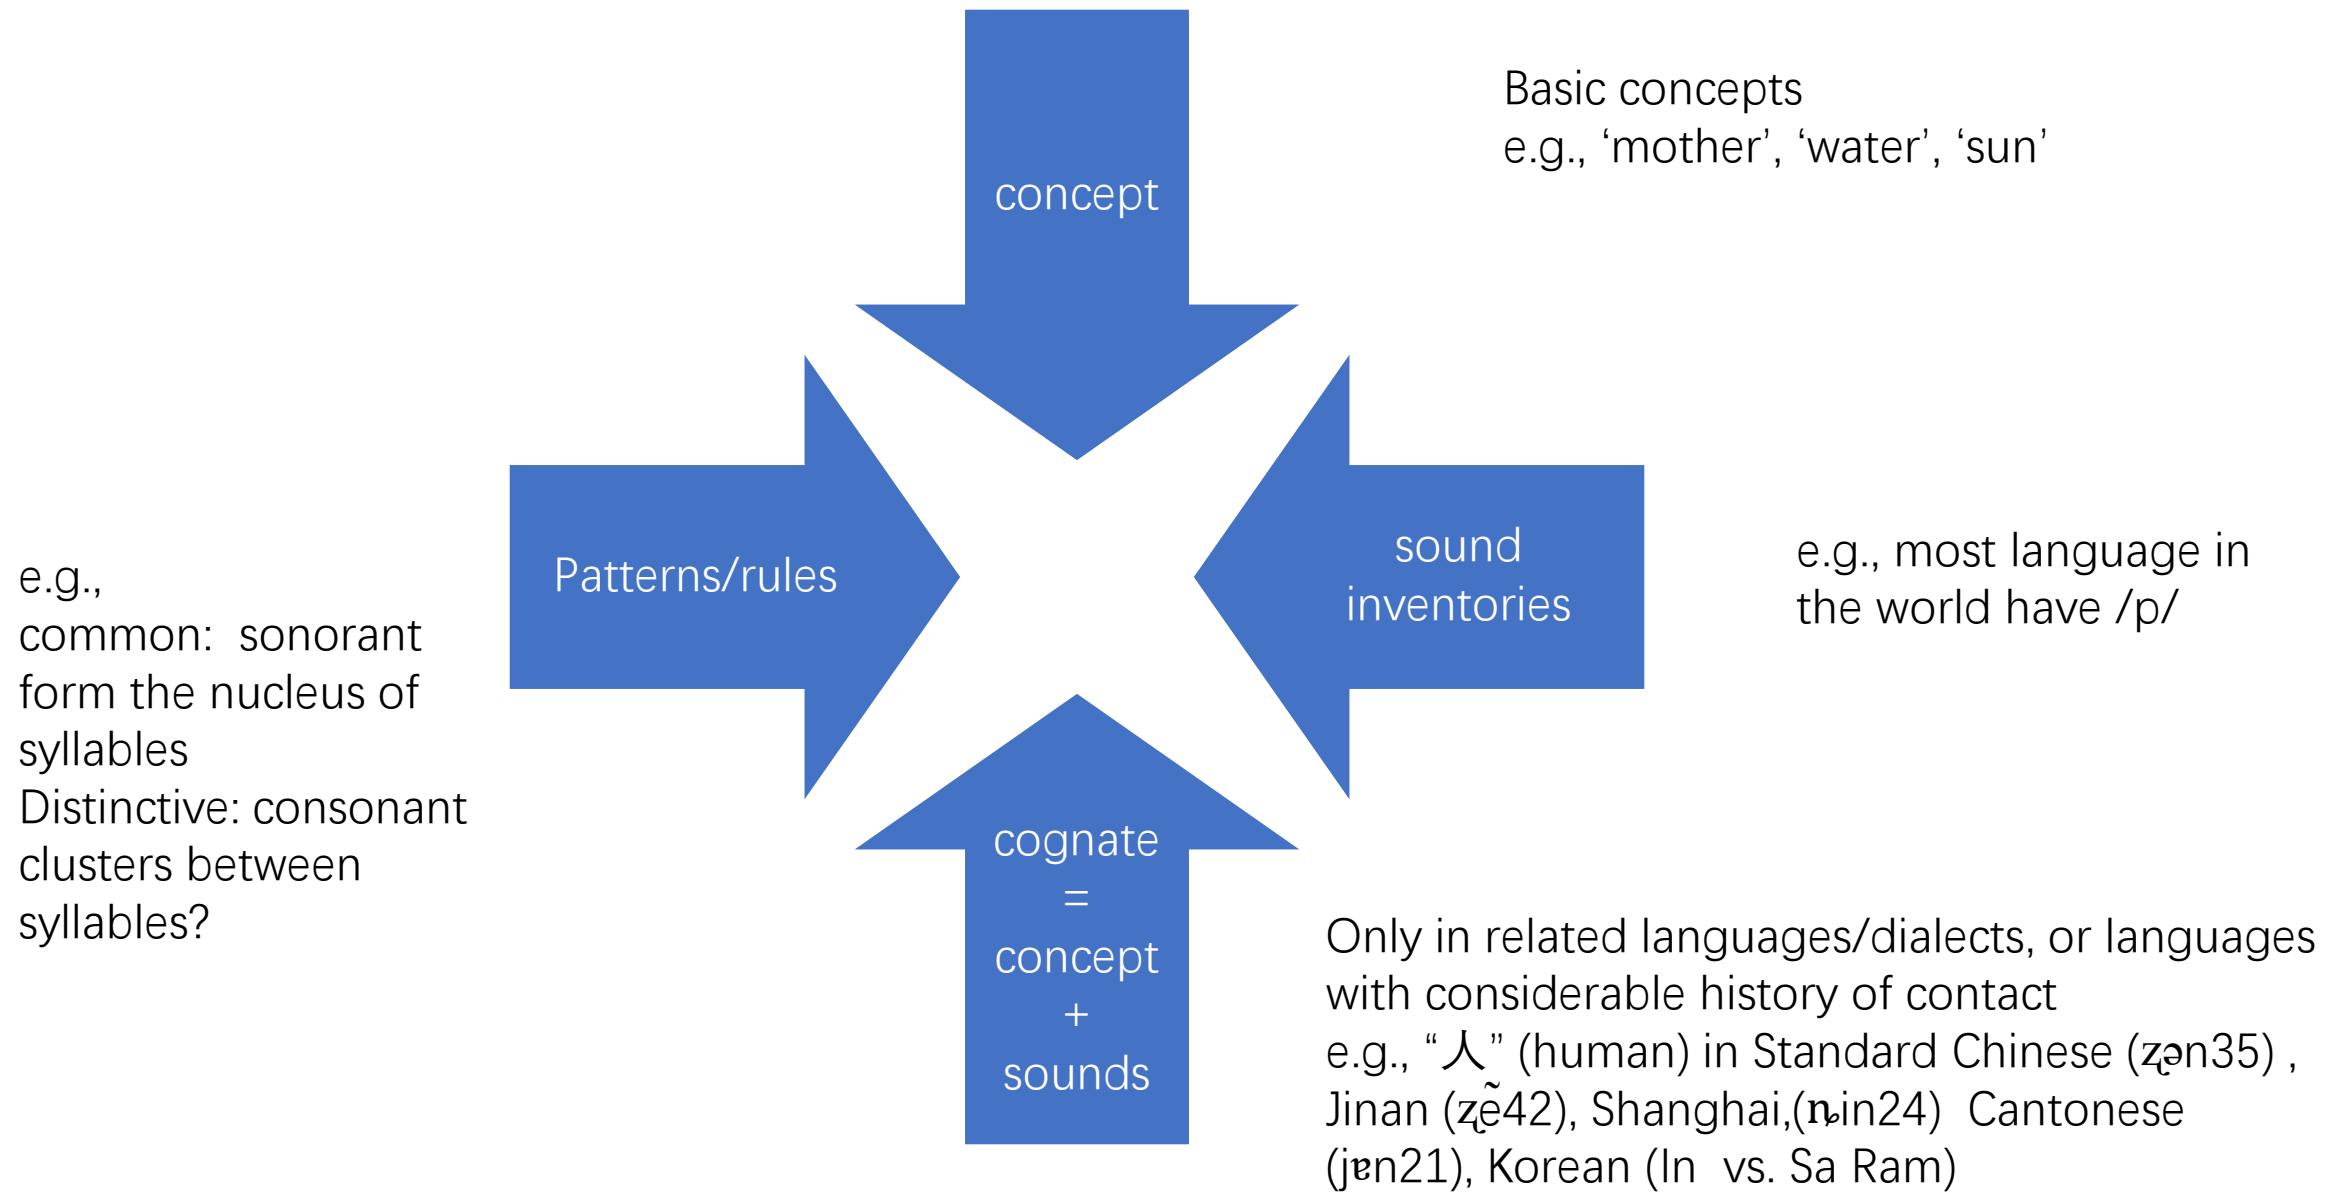 concept
Basic concepts
e.g., ‘mother’, ‘water’, ‘sun’
Patterns/rules
sound
inventories
e.g., most language in
the world have /p/
e.g.,
common:  sonorant
form the nucleus of
syllables
Distinctive: consonant
clusters between
syllables?
cognate
=
concept
+
sounds
Only in related languages/dialects, or languages
with considerable history of contact
e.g., “人” (human) in Standard Chinese (ʐən35) ,
Jinan (ʐẽ42), Shanghai,(ȵin24)  Cantonese
(jɐn21), Korean (In  vs. Sa Ram)